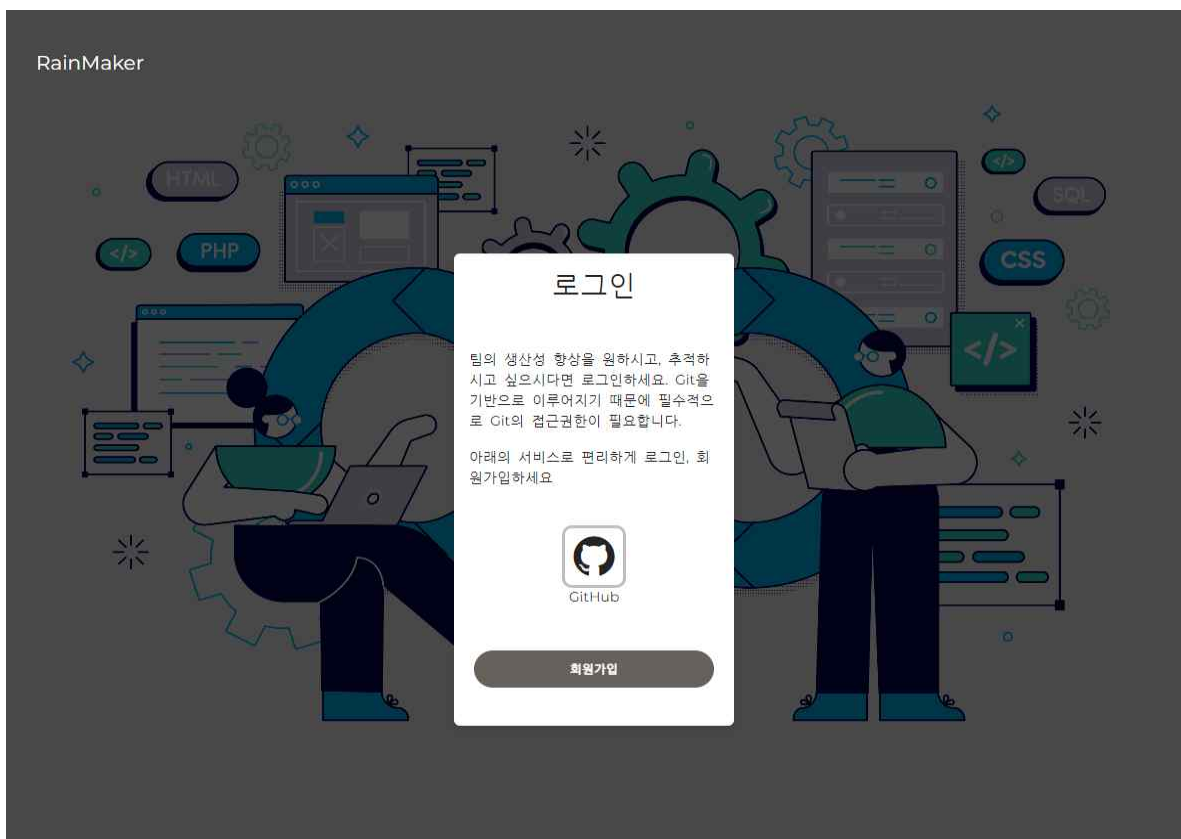 RainMaker
HTML
SQL
</>
</>
PHP
CSS
</>
로그인
팀의 생산성 향상을 원하시고, 추적하
시고 싶으시다면 로그인하세요. Git을
기반으로 이루어지기 때문에 필수적으
로 Git의 접근권한이 필요합니다.
아래의 서비스로 편리하게 로그인, 회
원가입하세요
GitHub
회원가입